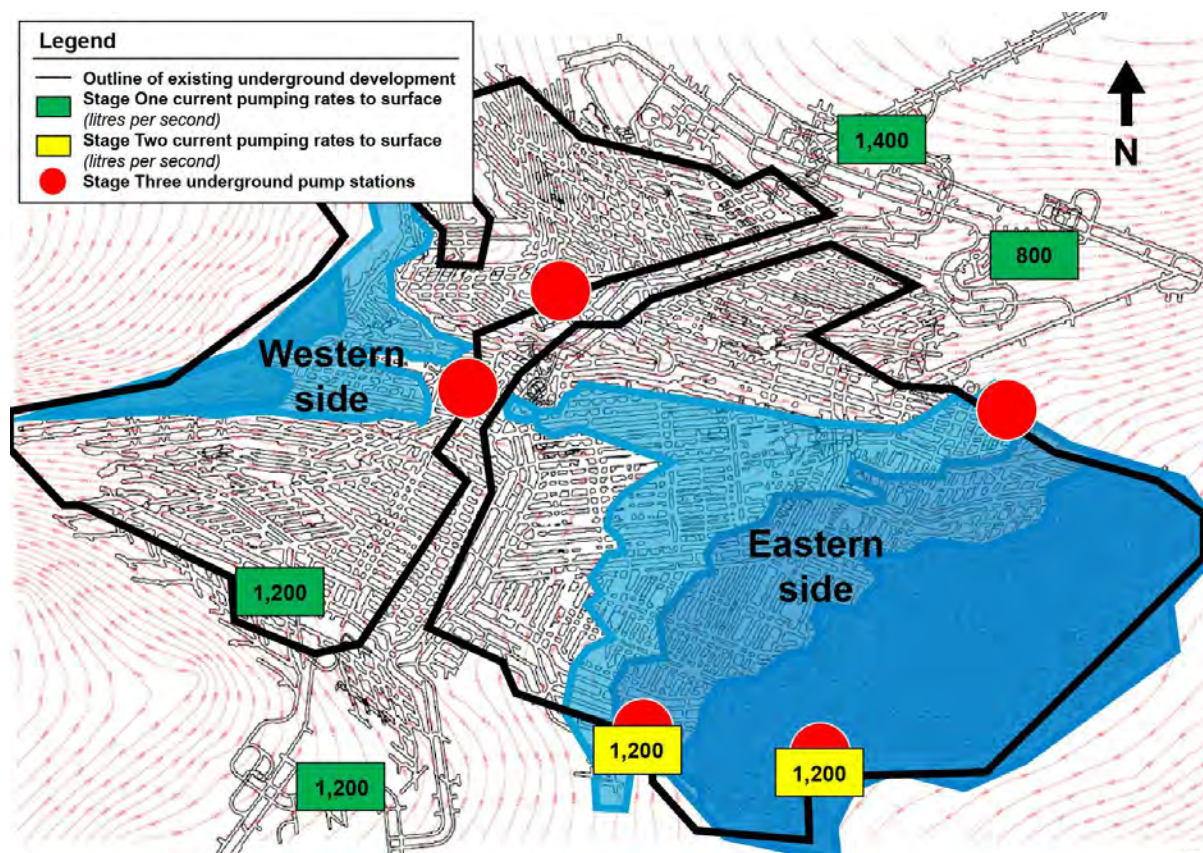 Legend
Outline of existing underground development
Stage One current pumping rates to surface
(litres per second)
Stage Two current pumping rates to surface
(litres per second)
Stage Three underground pump stations
1,400
N
800
Western
side
Eastern
side
1,200
1,200
1,200
1,200